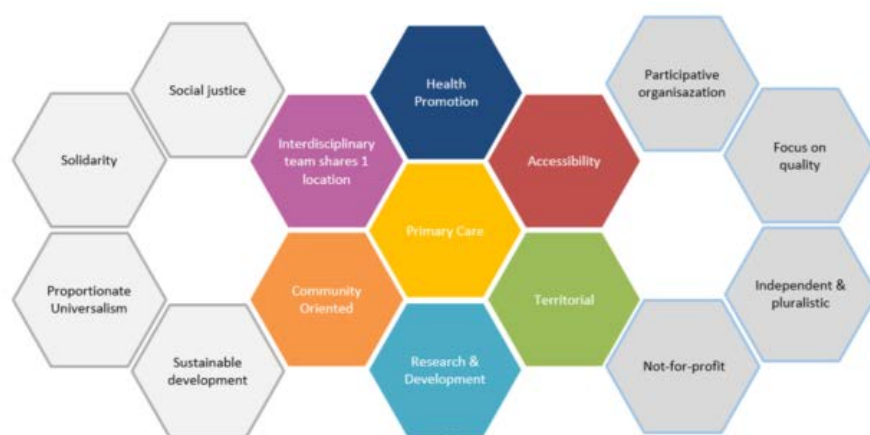 Social justice
Solidarity
Proportionate
Universalism
Sustainable
development
Health
Promotion
Interdisciplinary
team shares 1
location
Accessibility
Primary Care
Community
Oriented
Territorial
Research &
Development
Participative
organisazation
Focus on
quality
Independent &
pluralistic
Not-for-profit